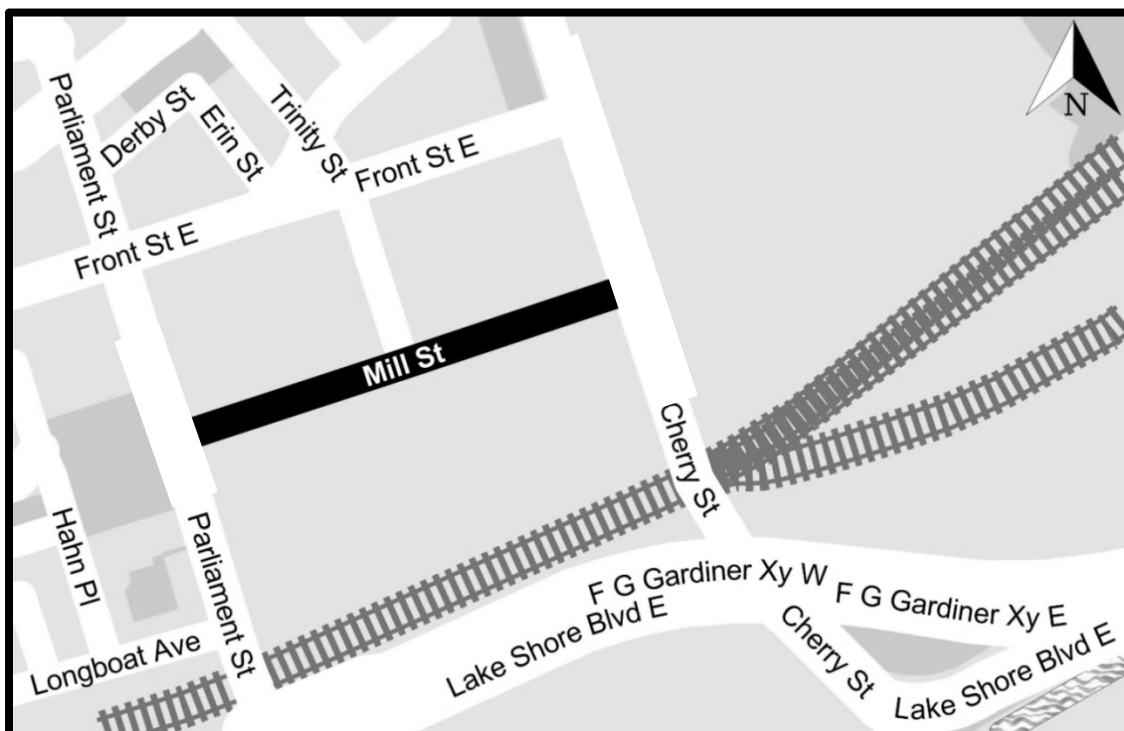 Parliament St
Derby St
Erin St
Trinity St
N
Front St E
Front St E
Mill St
Cherry St
Hahn Pl
Parliament St
F G Gardiner Xy W
F G Gardiner Xy E
Lake Shore Blvd E
Cherry St
Longboat Ave
Lake Shore Blvd E